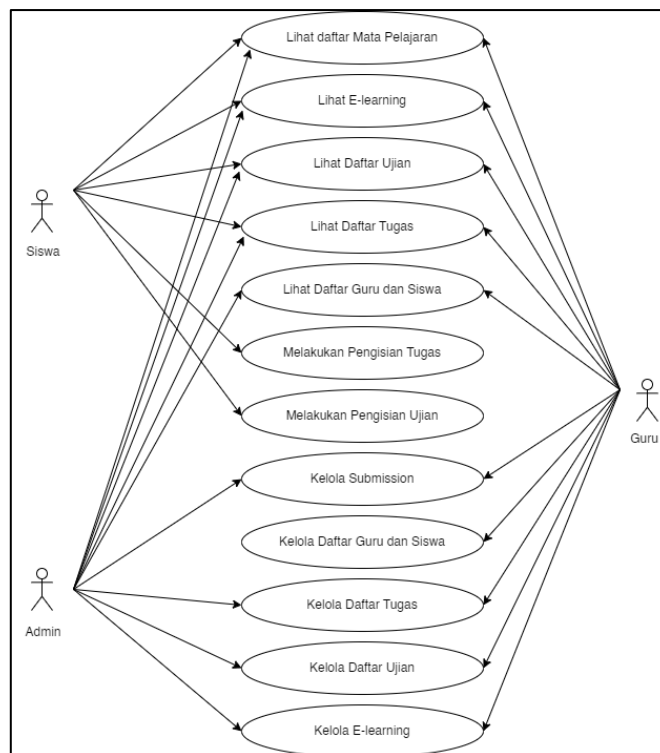 Lihat daftar Mata Pelajaran
Lihat E-learning
Lihat Daftar Ujian
Lihat Daftar Tugas
Siswa
Lihat Daftar Guru dan Siswa
Melakukan Pengisian Tugas
Melakukan Pengisian Ujian
Guru
Kelola Submission
Kelola Daftar Guru dan Siswa
Kelola Daftar Tugas
Admin
Kelola Daftar Ujian
Kelola E-learning